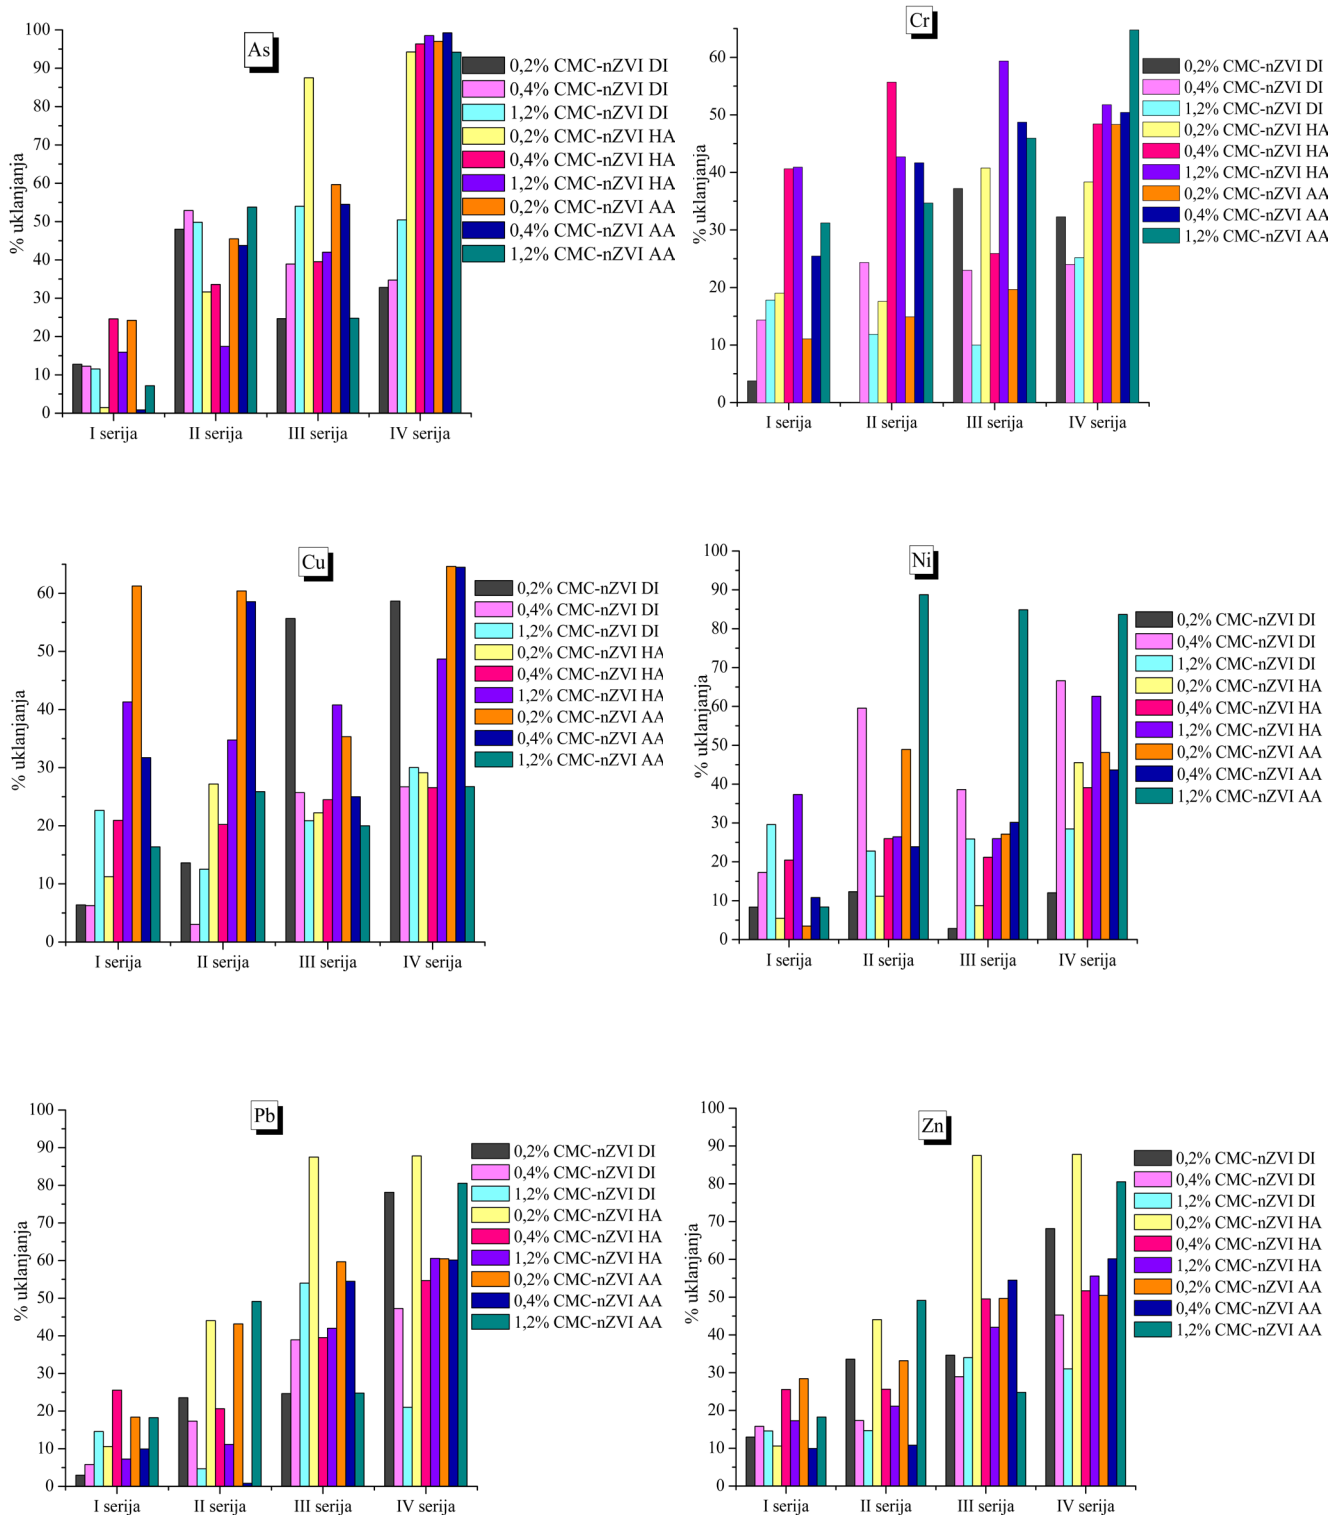 As
% uklanjanja
100
90
80
70
60
50
40
30
20
10
0
I serija
II serija
III serija
IV serija
0,2% CMC-nZVI DI
0,4% CMC-nZVI DI
1,2% CMC-nZVI DI
0,2% CMC-nZVI HA
0,4% CMC-nZVI HA
1,2% CMC-nZVI HA
0,2% CMC-nZVI AA
0,4% CMC-nZVI AA
1,2% CMC-nZVI AA
Cr
% uklanjanja
60
50
40
30
20
10
0
I serija
II serija
III serija
IV serija
0,2% CMC-nZVI DI
0,4% CMC-nZVI DI
1,2% CMC-nZVI DI
0,2% CMC-nZVI HA
0,4% CMC-nZVI HA
1,2% CMC-nZVI HA
0,2% CMC-nZVI AA
0,4% CMC-nZVI AA
1,2% CMC-nZVI AA
Cu
% uklanjanja
60
50
40
30
20
10
0
I serija
II serija
III serija
IV serija
0,2% CMC-nZVI DI
0,4% CMC-nZVI DI
1,2% CMC-nZVI DI
0,2% CMC-nZVI HA
0,4% CMC-nZVI HA
1,2% CMC-nZVI HA
0,2% CMC-nZVI AA
0,4% CMC-nZVI AA
1,2% CMC-nZVI AA
Ni
% uklanjanja
100
90
80
70
60
50
40
30
20
10
0
I serija
II serija
III serija
IV serija
0,2% CMC-nZVI DI
0,4% CMC-nZVI DI
1,2% CMC-nZVI DI
0,2% CMC-nZVI HA
0,4% CMC-nZVI HA
1,2% CMC-nZVI HA
0,2% CMC-nZVI AA
0,4% CMC-nZVI AA
1,2% CMC-nZVI AA
Pb
% uklanjanja
100
90
80
70
60
50
40
30
20
10
0
I serija
II serija
III serija
IV serija
0,2% CMC-nZVI DI
0,4% CMC-nZVI DI
1,2% CMC-nZVI DI
0,2% CMC-nZVI HA
0,4% CMC-nZVI HA
1,2% CMC-nZVI HA
0,2% CMC-nZVI AA
0,4% CMC-nZVI AA
1,2% CMC-nZVI AA
Zn
% uklanjanja
100
90
80
70
60
50
40
30
20
10
0
I serija
II serija
III serija
IV serija
0,2% CMC-nZVI DI
0,4% CMC-nZVI DI
1,2% CMC-nZVI DI
0,2% CMC-nZVI HA
0,4% CMC-nZVI HA
1,2% CMC-nZVI HA
0,2% CMC-nZVI AA
0,4% CMC-nZVI AA
1,2% CMC-nZVI AA